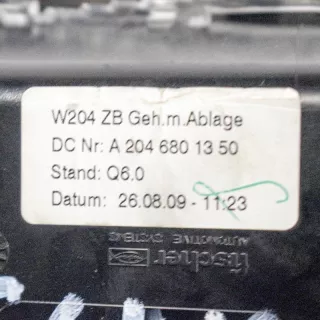 W204 ZB Geh.m.Ablage
DC Nr: A 204 680 13 50
Stand: Q6.0
Datum: 26.08.09 - 11:23
AUTOMOTIVE SYSTEMS
fischer